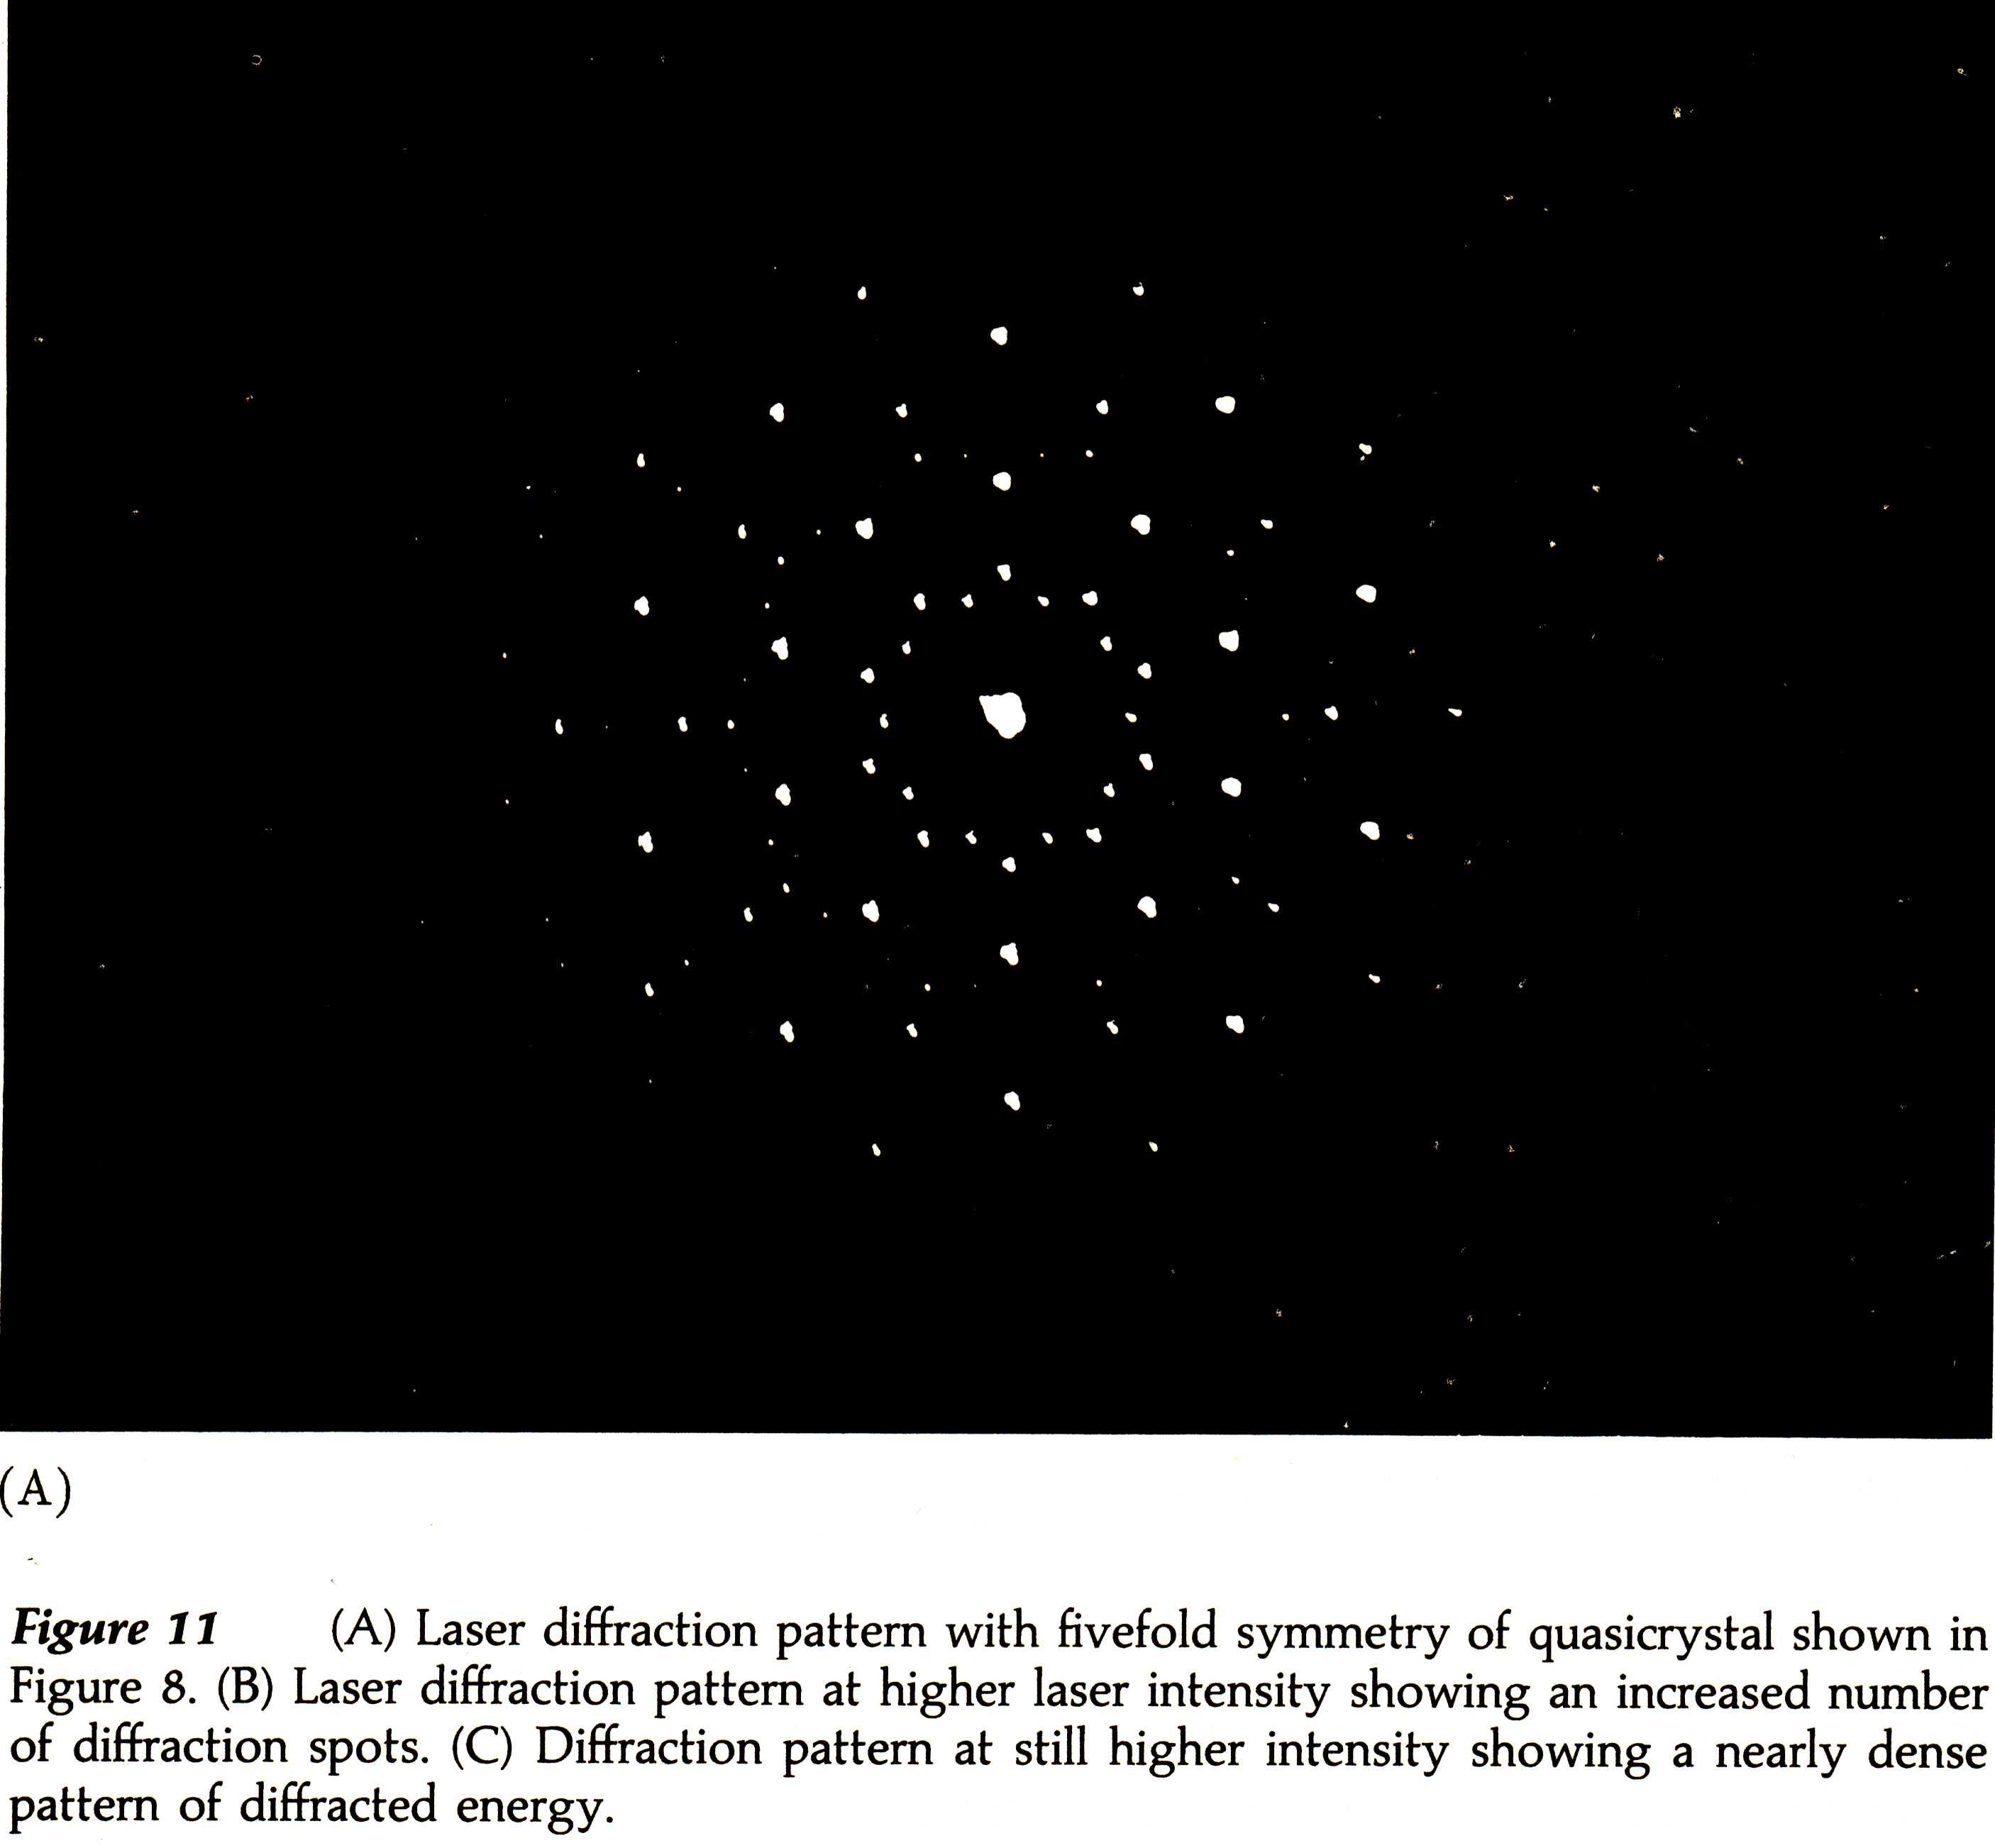 (A)
Figure 11 (A) Laser diffraction pattern with fivefold symmetry of quasicrystal shown in
Figure 8. (B) Laser diffraction pattern at higher laser intensity showing an increased number
of diffraction spots. (C) Diffraction pattern at still higher intensity showing a nearly dense
pattern of diffracted energy.